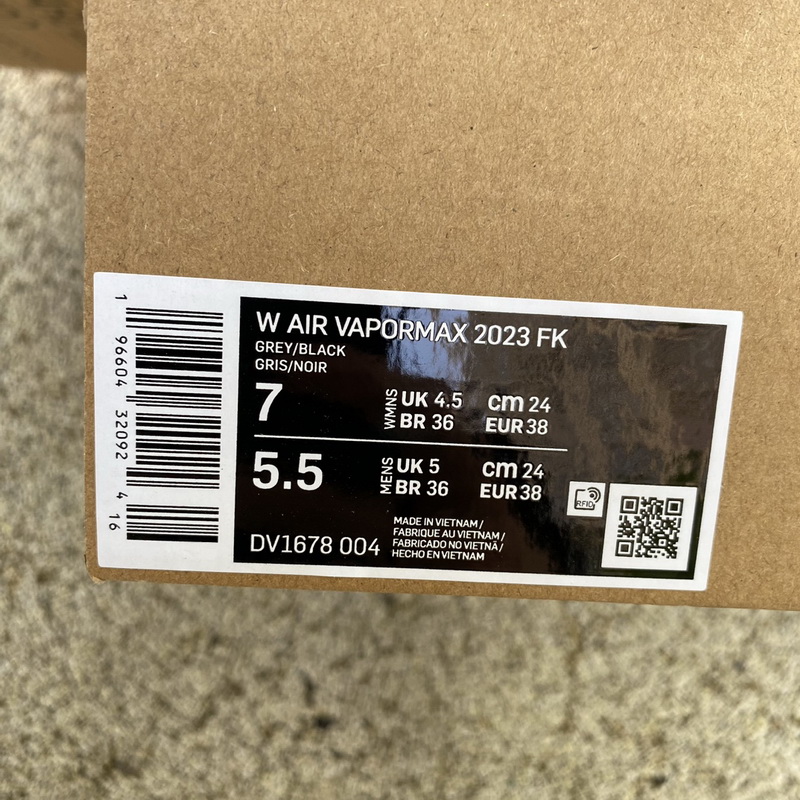 1 96604 32092 4 16
W AIR VAPORMAX 2023 FK
GREY/BLACK
GRIS/NOIR
7 WMNS UK 4.5 cm 24
BR 36 EUR 38
5.5 MENS UK 5 cm 24
BR 36 EUR 38
RFID
DV1678 004
MADE IN VIETNAM /
FABRIQUE AU VIETNAM /
FABRICADO NO VIETNÃ /
HECHO EN VIETNAM